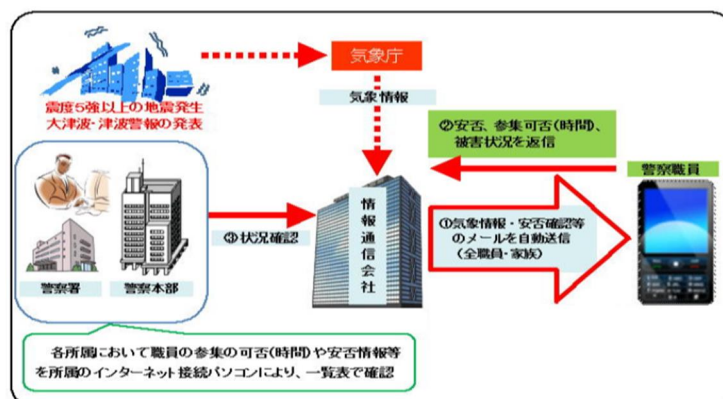 気象庁
震度5強以上の地震発生
大津波・津波警報の発表
気象情報
②安否、参集可否(時間)、
被害状況を返信
警察職員
情報通信会社
①気象情報・安否確認等
のメールを自動送信
(全職員・家族)
③状況確認
警察署
警察本部
各所属において職員の参集の可否(時間)や安否情報等
を所属のインターネット接続パソコンにより、一覧表で確認